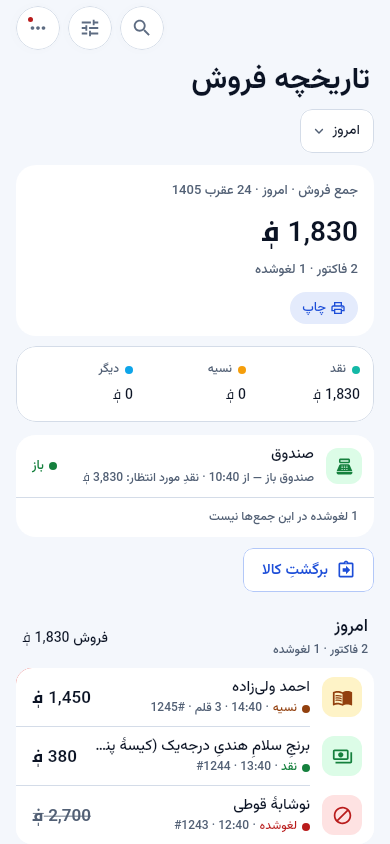 تاریخچه فروش
امروز
جمع فروش · امروز · 24 عقرب 1405
1,830 ؋
2 فاکتور · 1 لغوشده
چاپ
نقد
نسیه
دیگر
1,830 ؋
0 ؋
0 ؋
صندوق
باز
صندوق باز — از 10:40 · نقدِ مورد انتظار: 3,830 ؋
1 لغوشده در این جمع‌ها نیست
برگشتِ کالا
امروز
فروش 1,830 ؋
2 فاکتور · 1 لغوشده
احمد ولی‌زاده
1,450 ؋
نسیه · 14:40 · 3 قلم · #1245
برنجِ سلامِ هندیِ درجه‌یک (کیسهٔ پنـ...
380 ؋
نقد · 13:40 · #1244
نوشابهٔ قوطی
2,700 ؋
لغوشده · 12:40 · #1243